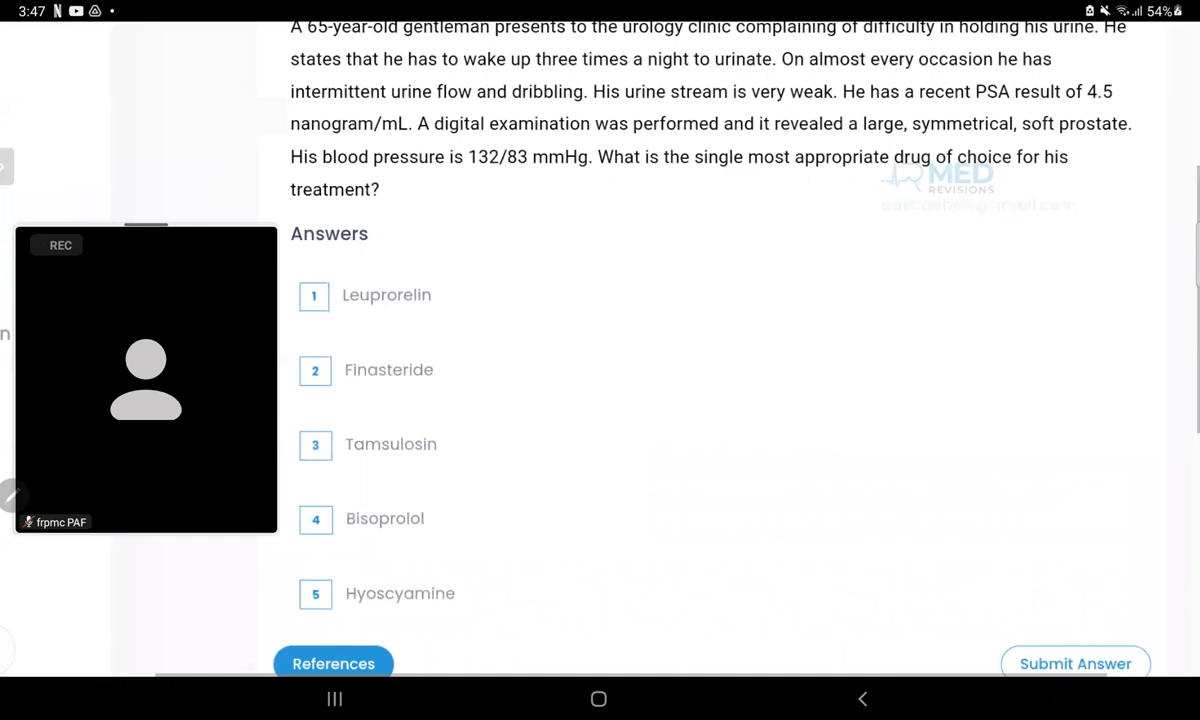 3:47
54%
A 65-year-old gentleman presents to the urology clinic complaining of difficulty in holding his urine. He
states that he has to wake up three times a night to urinate. On almost every occasion he has
intermittent urine flow and dribbling. His urine stream is very weak. He has a recent PSA result of 4.5
nanogram/mL. A digital examination was performed and it revealed a large, symmetrical, soft prostate.
His blood pressure is 132/83 mmHg. What is the single most appropriate drug of choice for his
treatment?
MED
REVISIONS
Answers
REC
1 Leuprorelin
n
2 Finasteride
3 Tamsulosin
4 Bisoprolol
frpmc PAF
5 Hyoscyamine
References
Submit Answer